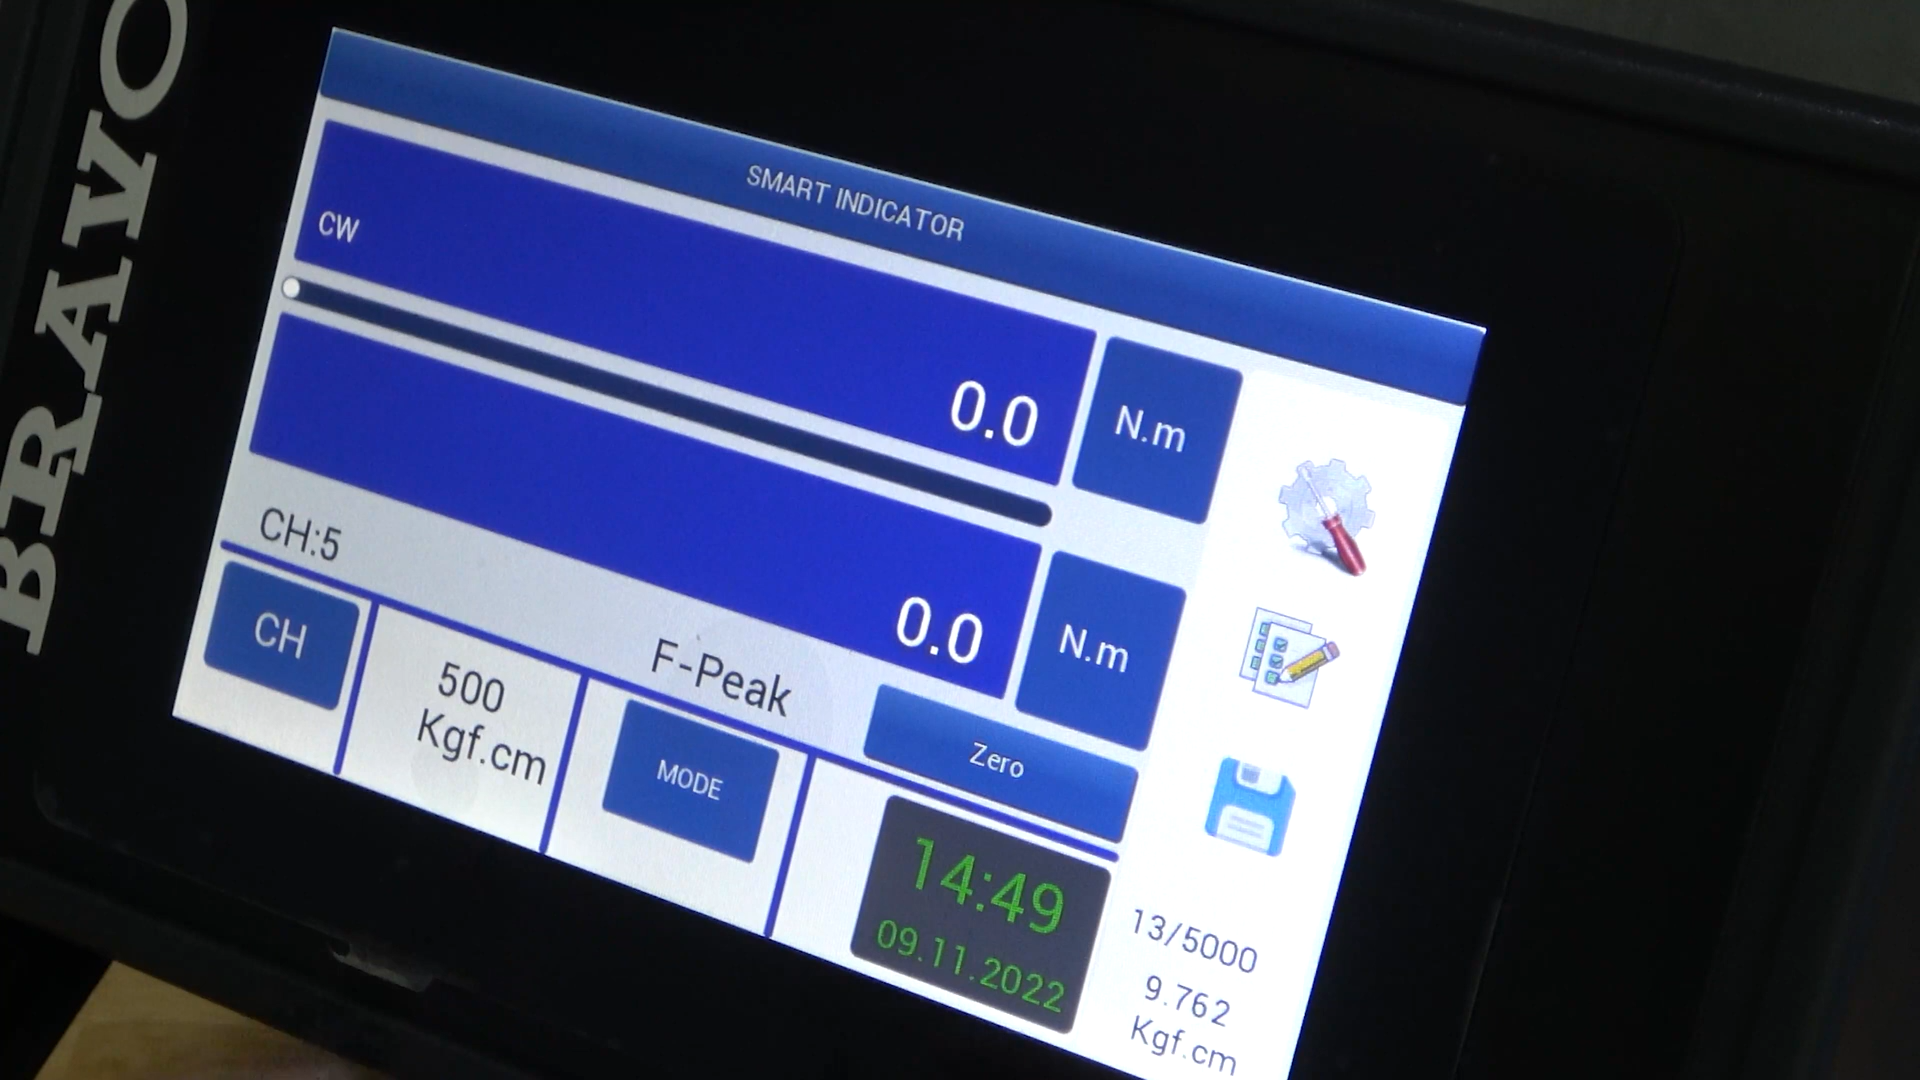 BRAVO
SMART INDICATOR
CW
0.0
N.m
0.0
N.m
CH:5
F-Peak
Zero
CH
500
Kgf.cm
MODE
14:49
09.11.2022
13/5000
9.762
Kgf.cm